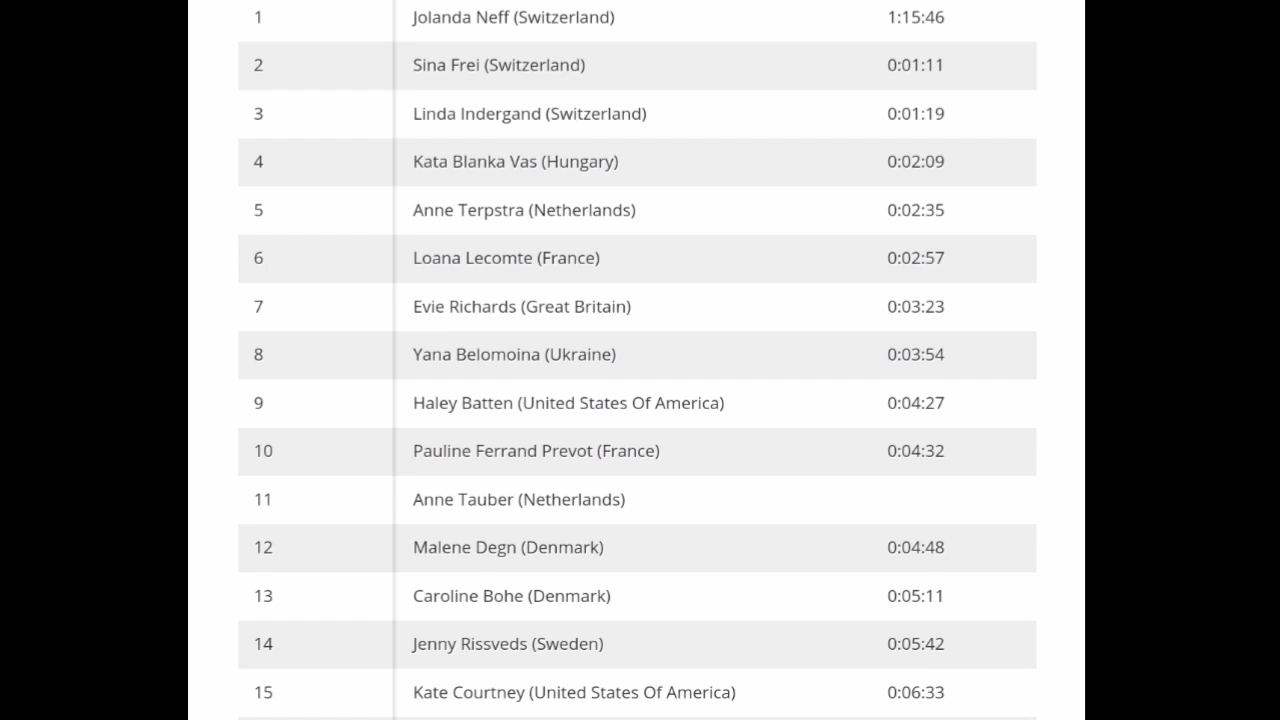 1 Jolanda Neff (Switzerland) 1:15:46
2 Sina Frei (Switzerland) 0:01:11
3 Linda Indergand (Switzerland) 0:01:19
4 Kata Blanka Vas (Hungary) 0:02:09
5 Anne Terpstra (Netherlands) 0:02:35
6 Loana Lecomte (France) 0:02:57
7 Evie Richards (Great Britain) 0:03:23
8 Yana Belomoina (Ukraine) 0:03:54
9 Haley Batten (United States Of America) 0:04:27
10 Pauline Ferrand Prevot (France) 0:04:32
11 Anne Tauber (Netherlands)
12 Malene Degn (Denmark) 0:04:48
13 Caroline Bohe (Denmark) 0:05:11
14 Jenny Rissveds (Sweden) 0:05:42
15 Kate Courtney (United States Of America) 0:06:33